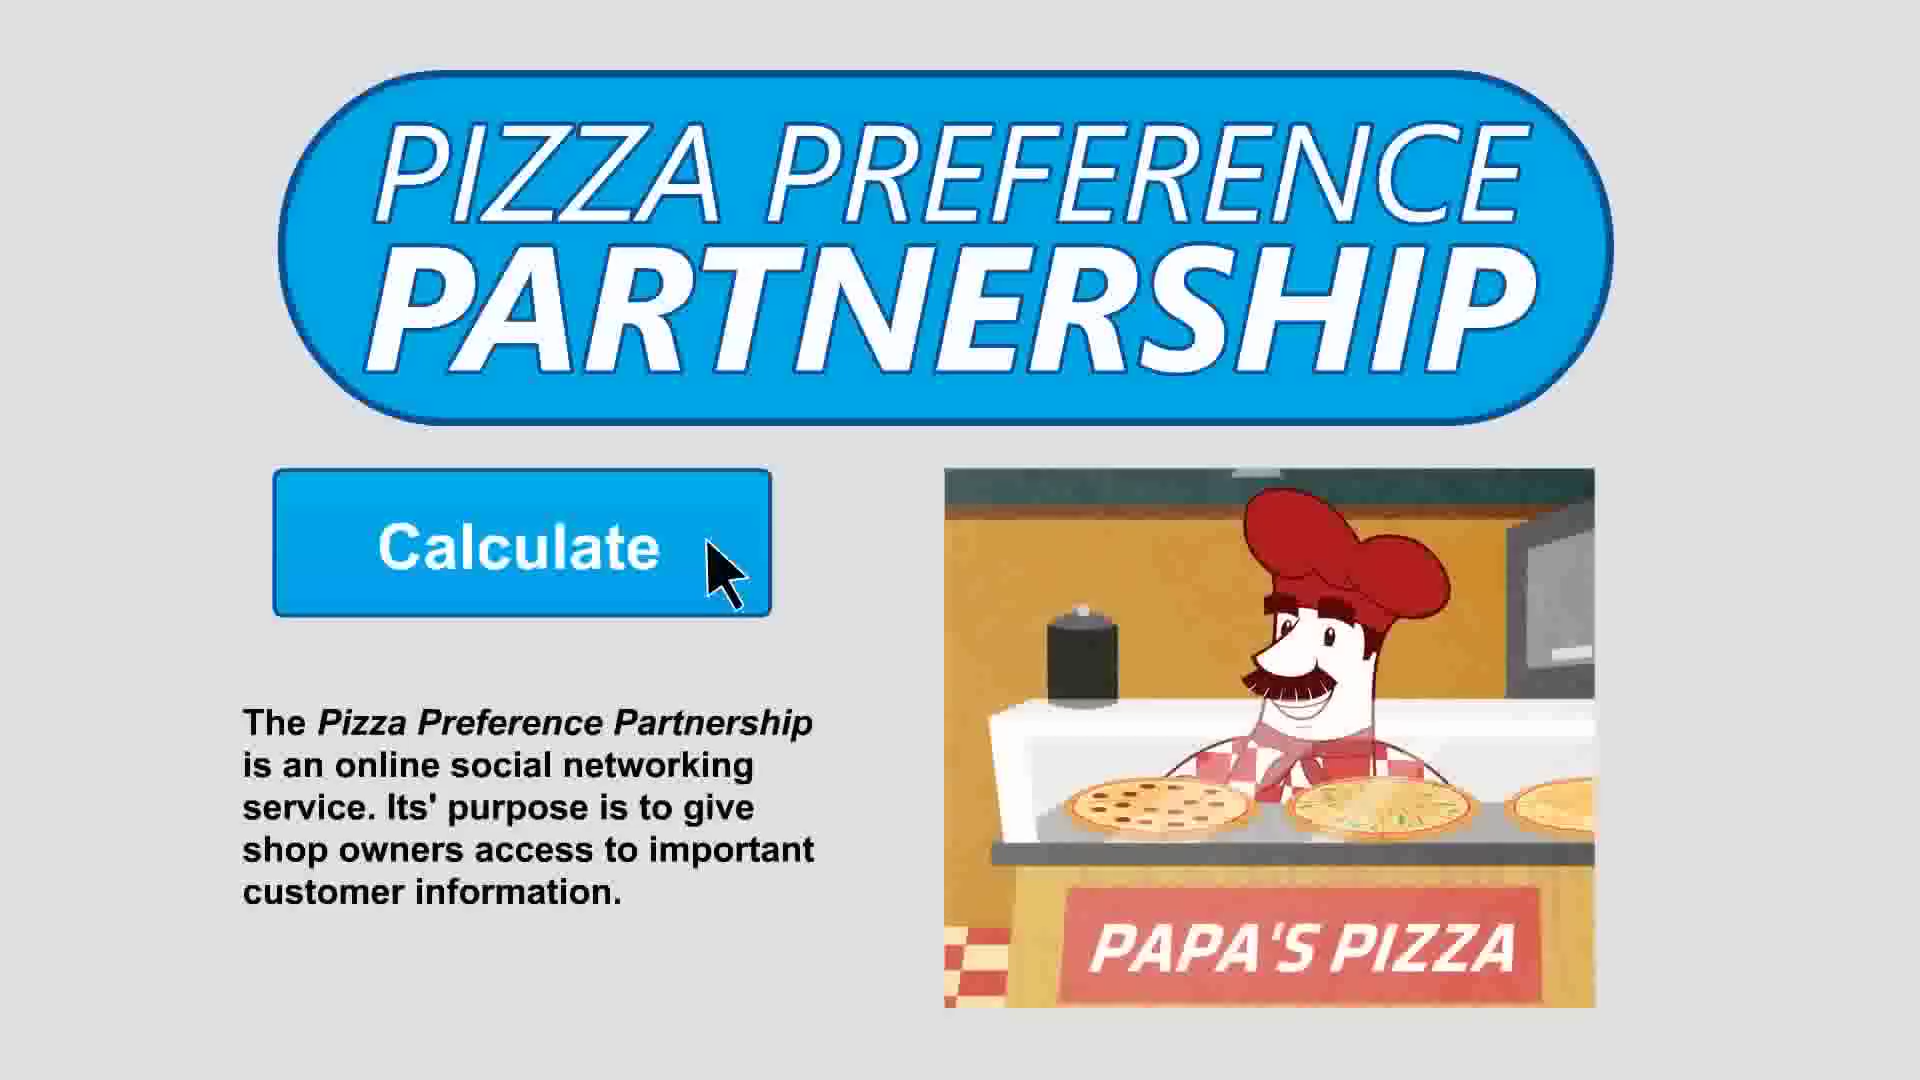 PIZZA PREFERENCE
PARTNERSHIP
Calculate
The Pizza Preference Partnership
is an online social networking
service. Its' purpose is to give
shop owners access to important
customer information.
PAPA'S PIZZA